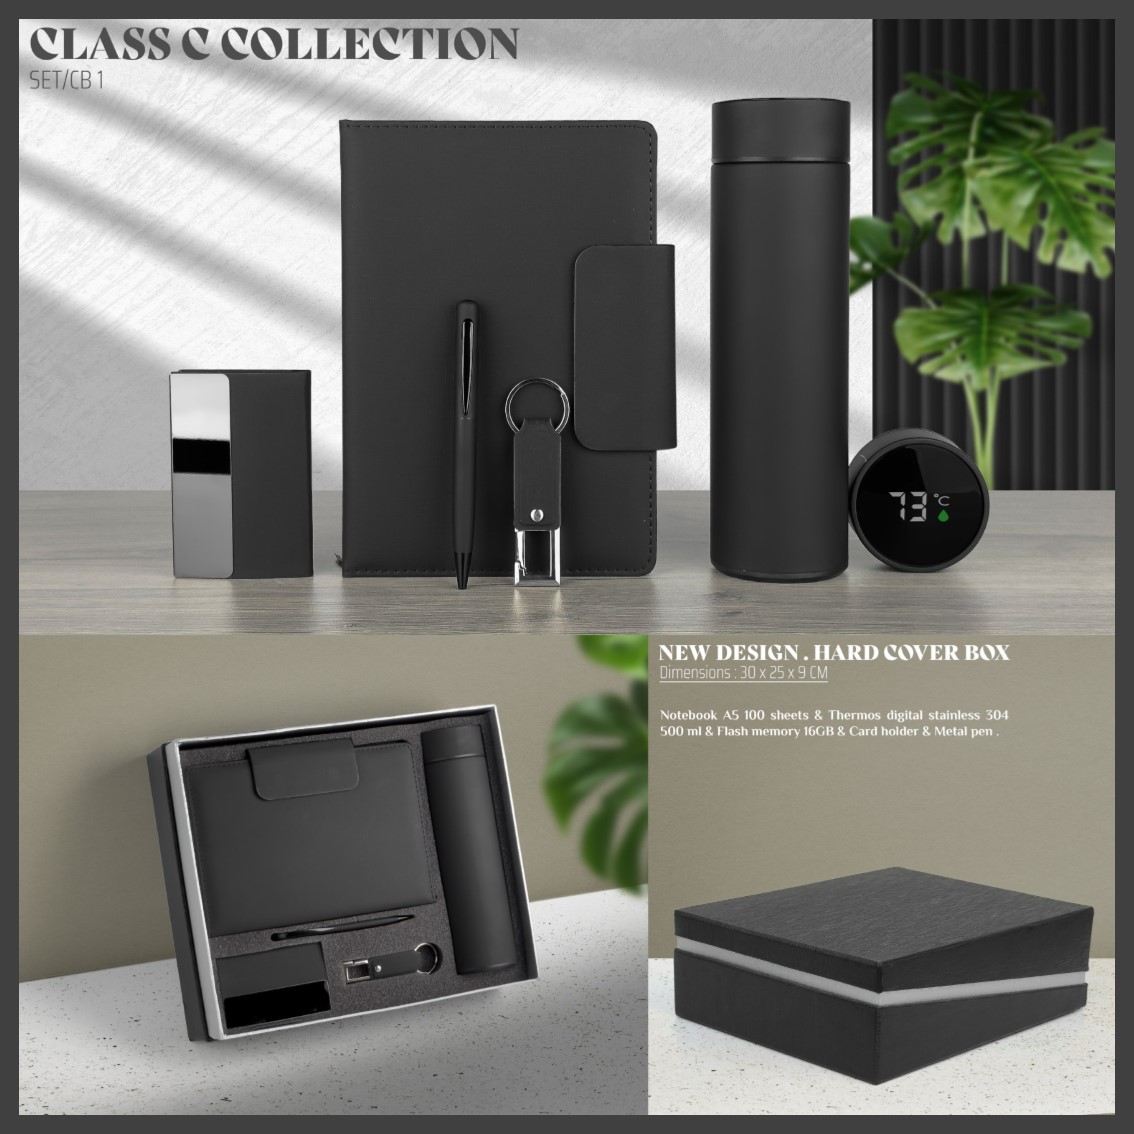 CLASS C COLLECTION
SET/CB 1
73 °C
NEW DESIGN . HARD COVER BOX
Dimensions : 30 x 25 x 9 CM
Notebook A5 100 sheets & Thermos digital stainless 304
500 ml & Flash memory 16GB & Card holder & Metal pen .